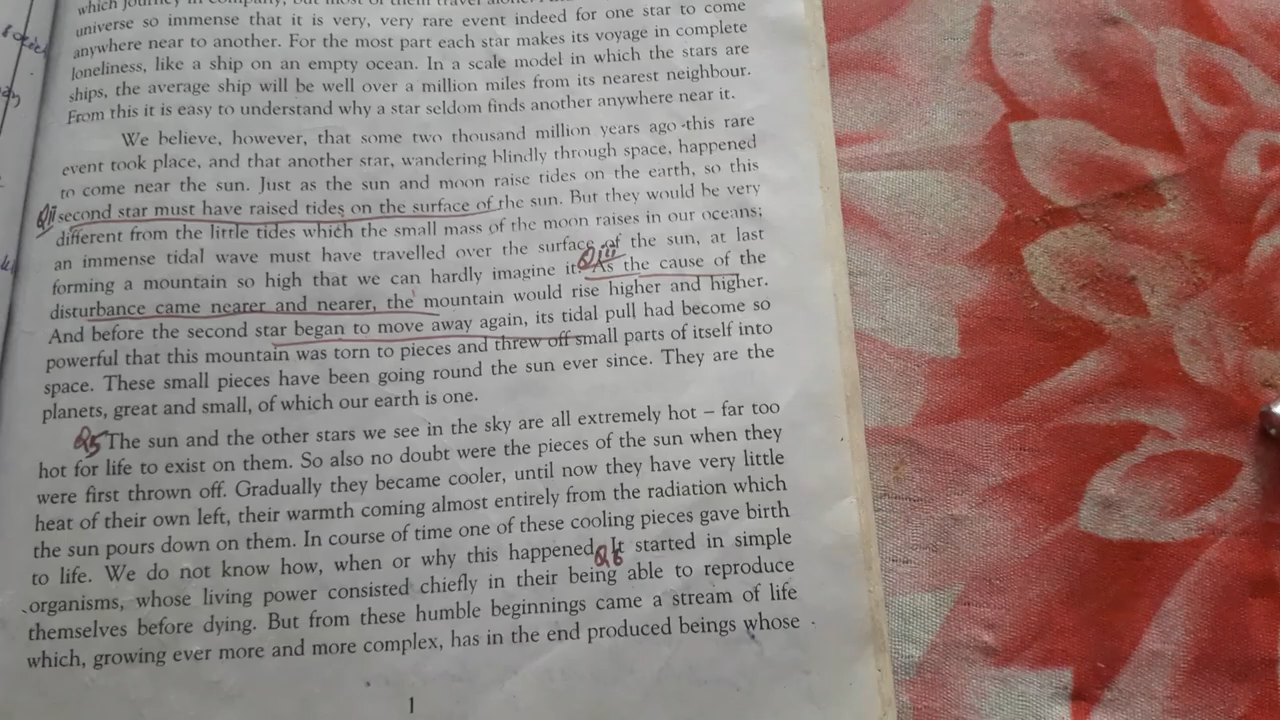 which journey in company, but most of them travel alone.
universe so immense that it is very, very rare event indeed for one star to come
anywhere near to another. For the most part each star makes its voyage in complete
loneliness, like a ship on an empty ocean. In a scale model in which the stars are
ships, the average ship will be well over a million miles from its nearest neighbour.
From this it is easy to understand why a star seldom finds another anywhere near it.
We believe, however, that some two thousand million years ago this rare
event took place, and that another star, wandering blindly through space, happened
to come near the sun. Just as the sun and moon raise tides on the earth, so this
Qii second star must have raised tides on the surface of the sun. But they would be very
different from the little tides which the small mass of the moon raises in our oceans;
an immense tidal wave must have travelled over the surface of the sun, at last
forming a mountain so high that we can hardly imagine it. Qiii As the cause of the
disturbance came nearer and nearer, the mountain would rise higher and higher.
And before the second star began to move away again, its tidal pull had become so
powerful that this mountain was torn to pieces and threw off small parts of itself into
space. These small pieces have been going round the sun ever since. They are the
planets, great and small, of which our earth is one.
Q5 The sun and the other stars we see in the sky are all extremely hot – far too
hot for life to exist on them. So also no doubt were the pieces of the sun when they
were first thrown off. Gradually they became cooler, until now they have very little
heat of their own left, their warmth coming almost entirely from the radiation which
the sun pours down on them. In course of time one of these cooling pieces gave birth
to life. We do not know how, when or why this happened. Q6 It started in simple
organisms, whose living power consisted chiefly in their being able to reproduce
themselves before dying. But from these humble beginnings came a stream of life
which, growing ever more and more complex, has in the end produced beings whose
1